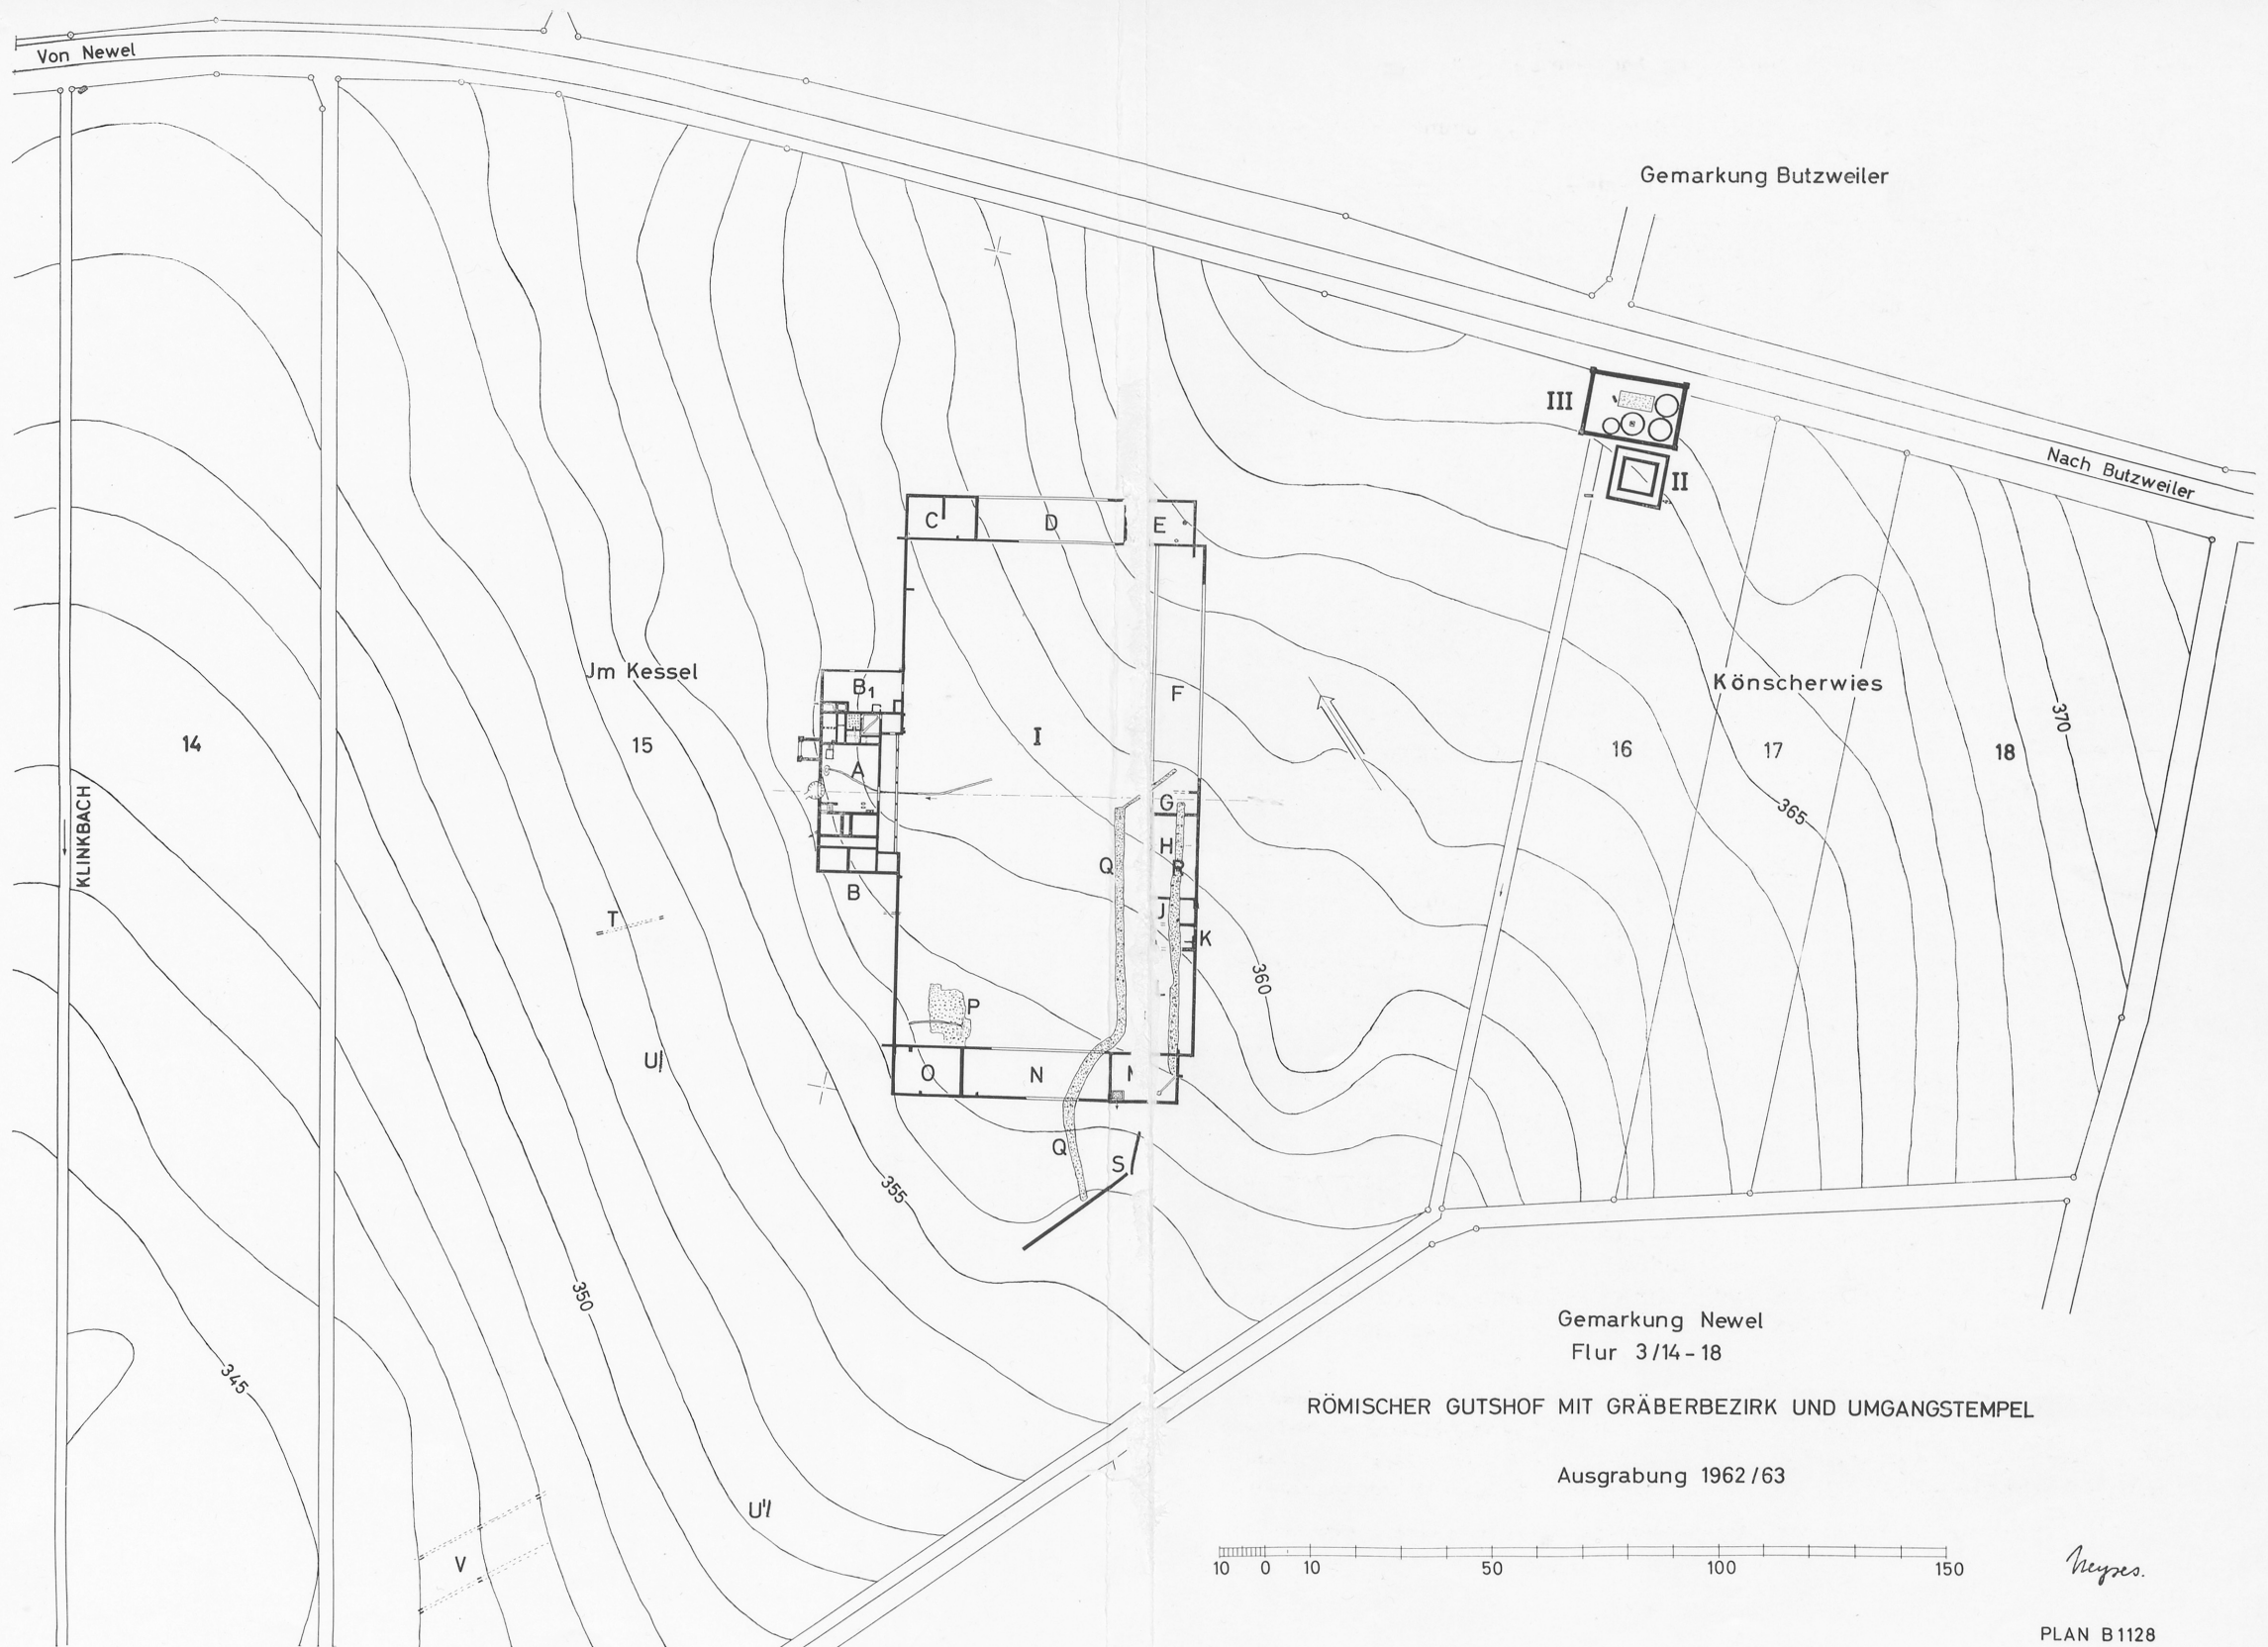 Von Newel
Gemarkung Butzweiler
III
II
Nach Butzweiler
C
D
E
Jm Kessel
B1
F
Könscherwies
14
15
I
16
17
18
370
A
G
365
KLINKBACH
H
Q
R
B
J
T
K
360
P
L
U
O
N
Q
S
355
350
Gemarkung Newel
Flur 3/14-18
345
RÖMISCHER GUTSHOF MIT GRÄBERBEZIRK UND UMGANGSTEMPEL
Ausgrabung 1962/63
U'
V
10 0 10 50 100 150
Neyses.
PLAN B 1128